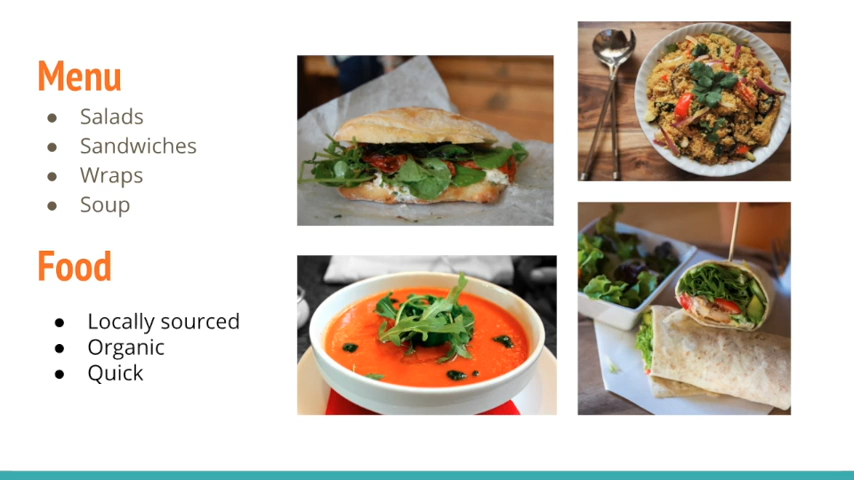 Menu
● Salads
● Sandwiches
● Wraps
● Soup
Food
● Locally sourced
● Organic
● Quick